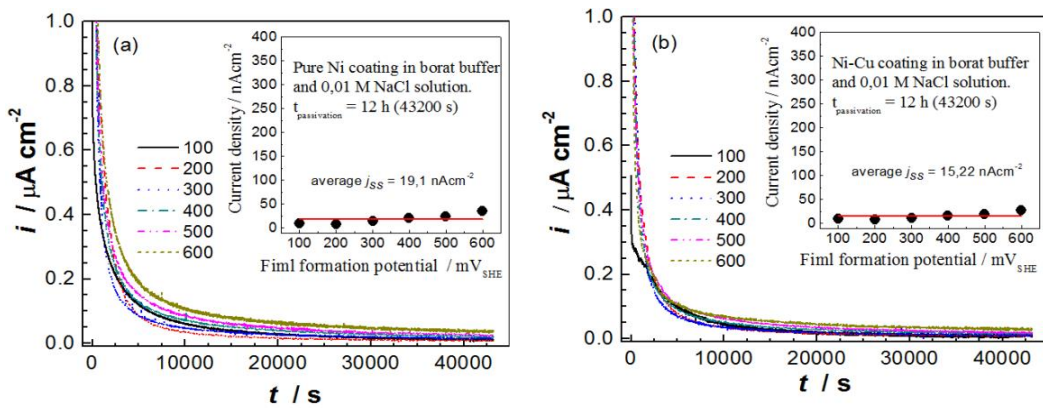 (a)
i / µA cm-2
1.0
0.8
0.6
0.4
0.2
0.0
0
10000
20000
30000
40000
t / s
100
200
300
400
500
600
Current density / nAcm-2
400
350
300
250
200
150
100
50
0
Pure Ni coating in borat buffer
and 0,01 M NaCl solution.
tpassivation = 12 h (43200 s)
average jSS = 19,1 nAcm-2
100 200 300 400 500 600
Fiml formation potential / mVSHE
(b)
i / µA cm-2
1.0
0.8
0.6
0.4
0.2
0.0
0
10000
20000
30000
40000
t / s
100
200
300
400
500
600
Current density / nAcm-2
400
350
300
250
200
150
100
50
0
Ni-Cu coating in borat buffer
and 0,01 M NaCl solution.
tpassivation = 12 h (43200 s)
average jSS = 15,22 nAcm-2
100 200 300 400 500 600
Fiml formation potential / mVSHE